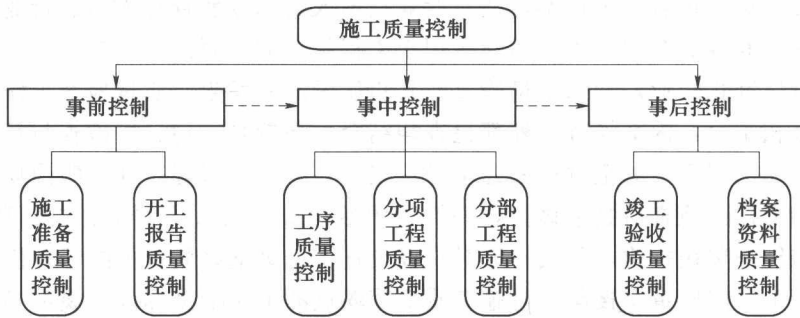 施工质量控制
事前控制
事中控制
事后控制
施工
准备
质量
控制
开工
报告
质量
控制
工序
质量
控制
分项
工程
质量
控制
分部
工程
质量
控制
竣工
验收
质量
控制
档案
资料
质量
控制